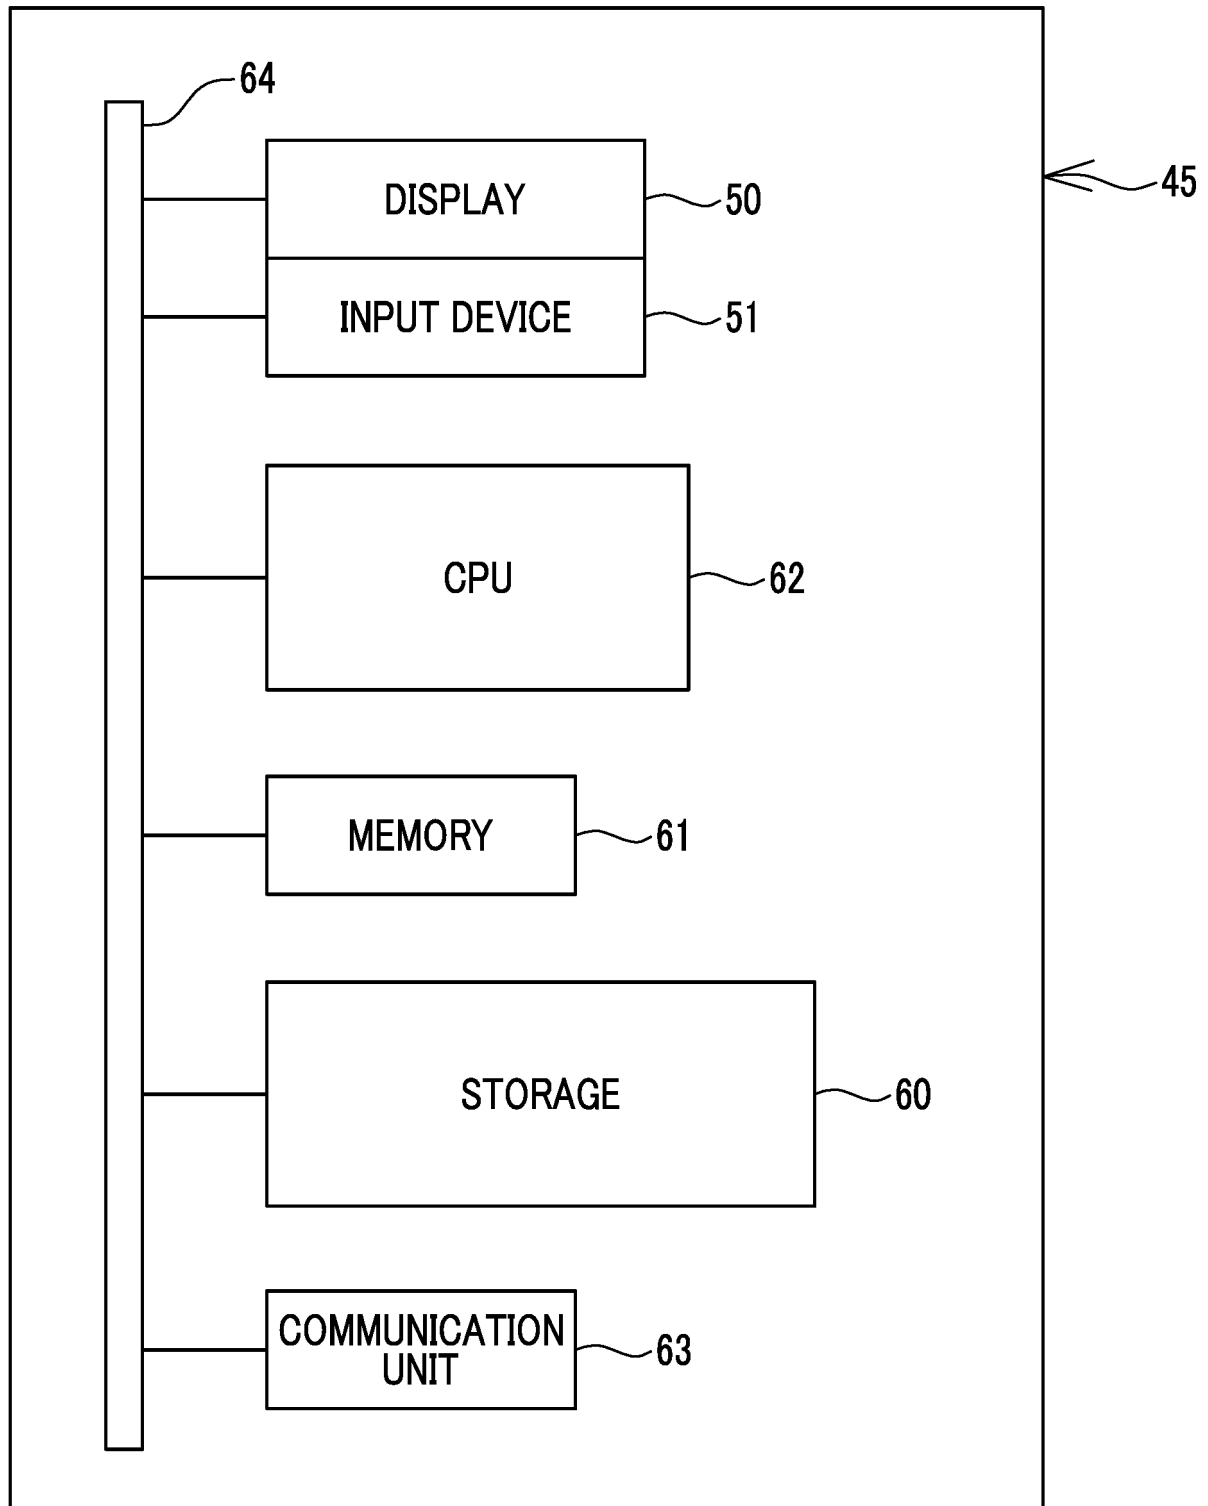 64
45
DISPLAY
50
INPUT DEVICE
51
CPU
62
MEMORY
61
STORAGE
60
COMMUNICATION
UNIT
63